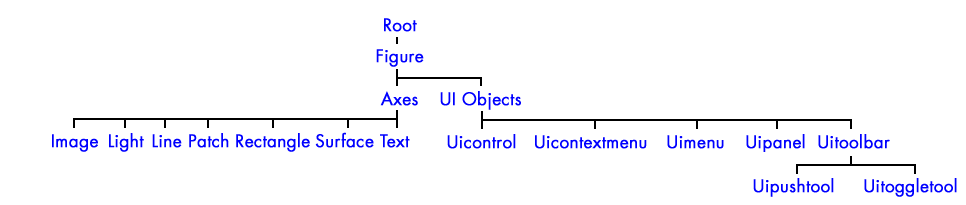 Root
Figure
Axes UI Objects
Image Light Line Patch Rectangle Surface Text Uicontrol Uicontextmenu Uimenu Uipanel Uitoolbar
Uipushtool Uitoggletool